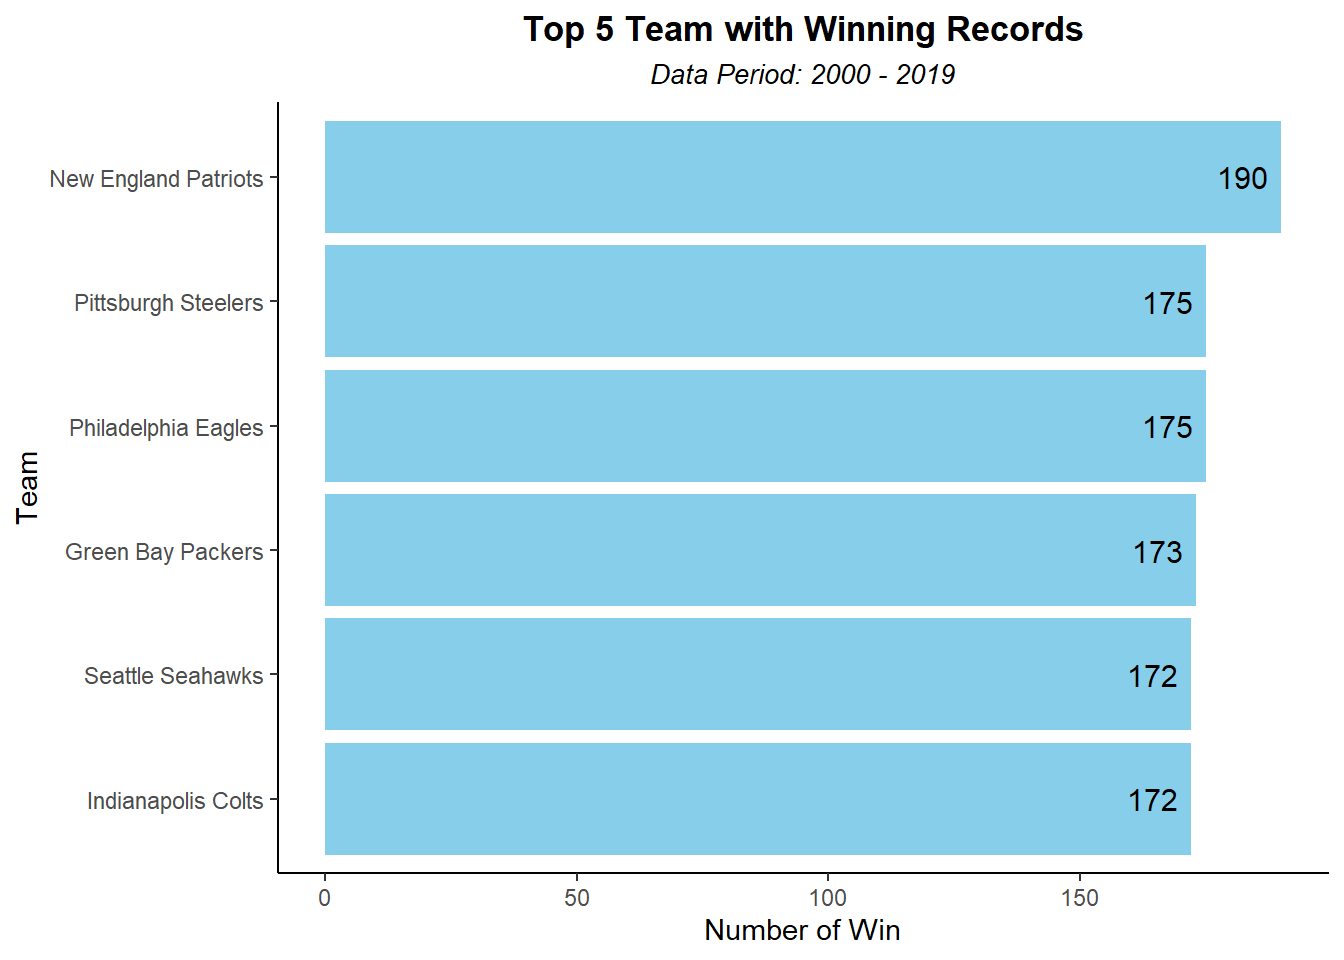 Top 5 Team with Winning Records
Data Period: 2000 - 2019
Team
New England Patriots
190
Pittsburgh Steelers
175
Philadelphia Eagles
175
Green Bay Packers
173
Seattle Seahawks
172
Indianapolis Colts
172
0 50 100 150
Number of Win